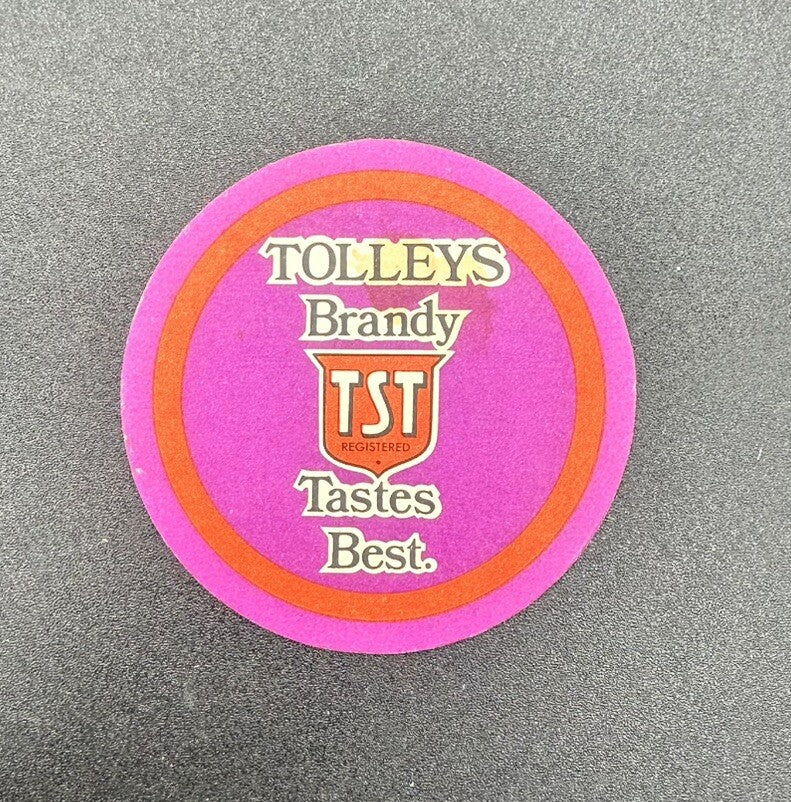 TOLLEYS
Brandy
TST
REGISTERED
Tastes
Best.